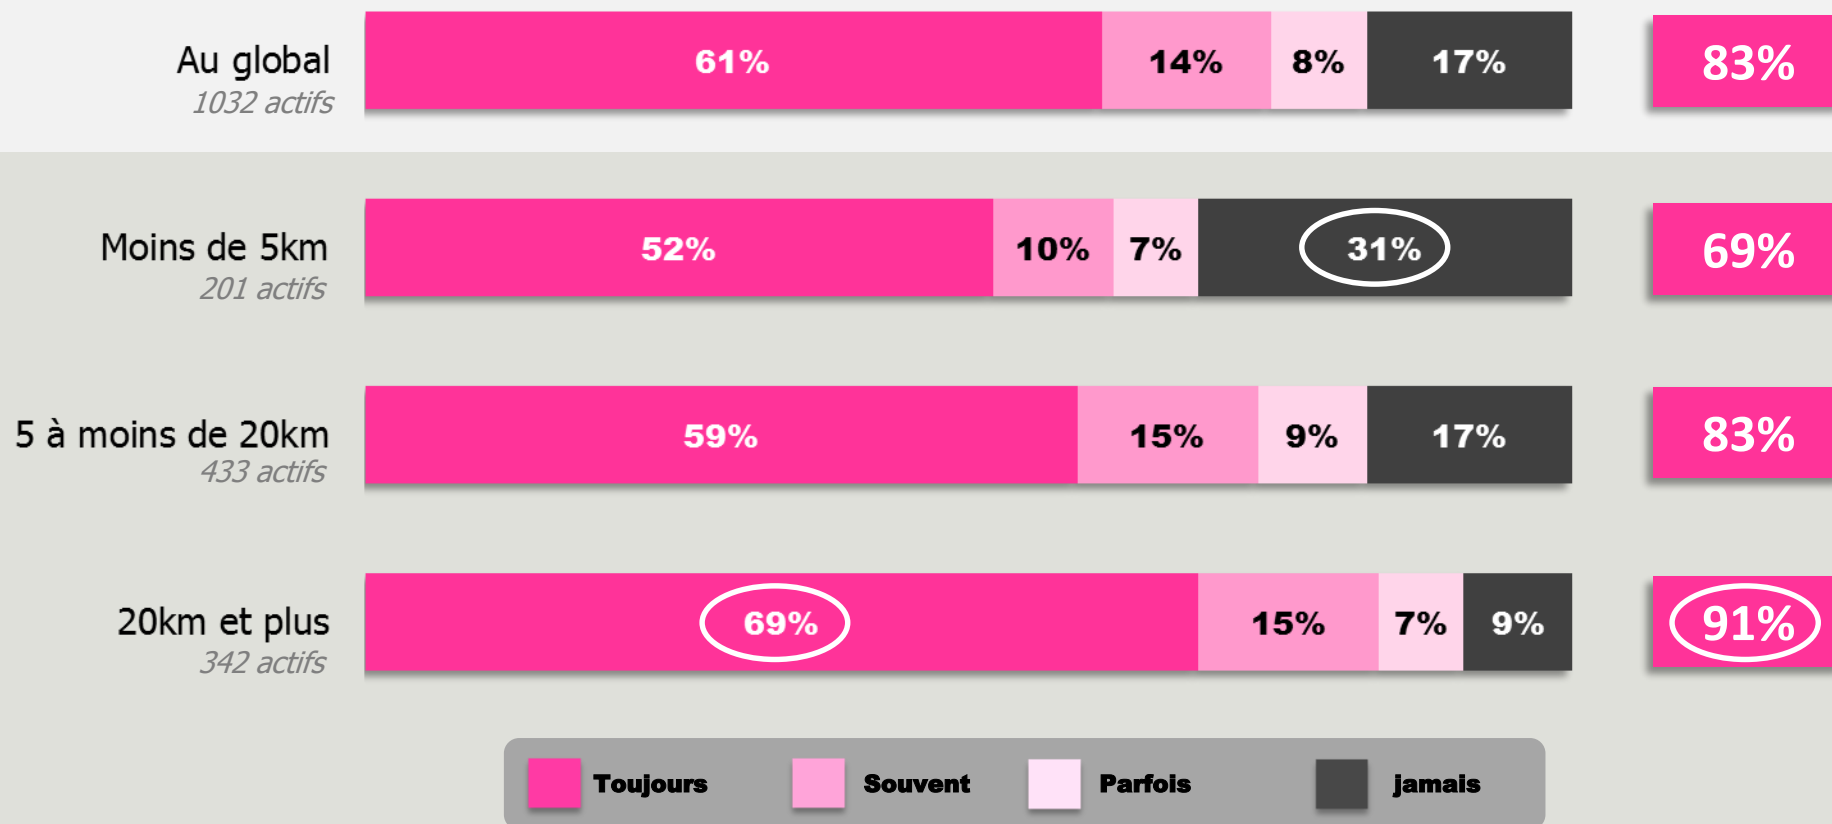 Au global
1032 actifs
61% 14% 8% 17% 83%
Moins de 5km
201 actifs
52% 10% 7% 31% 69%
5 à moins de 20km
433 actifs
59% 15% 9% 17% 83%
20km et plus
342 actifs
69% 15% 7% 9% 91%
Toujours Souvent Parfois jamais